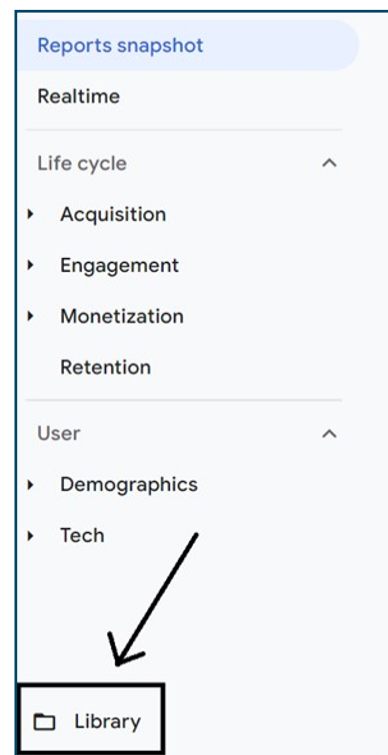 Reports snapshot
Realtime
Life cycle
Acquisition
Engagement
Monetization
Retention
User
Demographics
Tech
Library